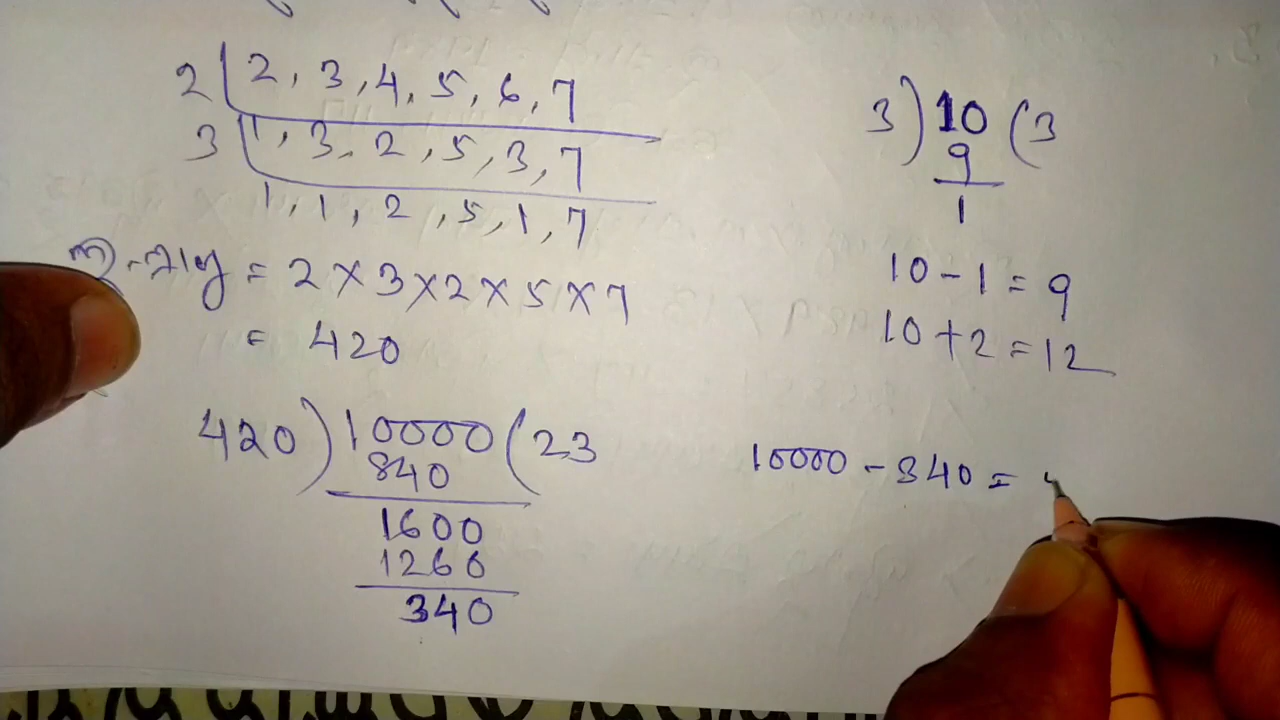 2 | 2, 3, 4, 5, 6, 7
3 | 1, 3, 2, 5, 3, 7
1, 1, 2, 5, 1, 7
= 2 × 3 × 2 × 5 × 7
= 420
420 ) 10000 ( 23
840
1600
1260
340
3 ) 10 ( 3
9
1
10 - 1 = 9
10 + 2 = 12
10000 - 340 =